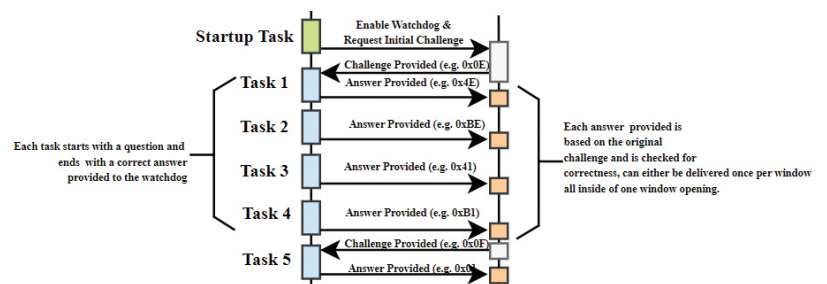 Startup Task
Enable Watchdog &
Request Initial Challenge
Challenge Provided (e.g. 0x0E)
Task 1
Answer Provided (e.g. 0x4E)
Task 2
Answer Provided (e.g. 0xBE)
Each task starts with a question and
ends with a correct answer
provided to the watchdog
Each answer provided is
based on the original
challenge and is checked for
correctness, can either be delivered once per window
all inside of one window opening.
Task 3
Answer Provided (e.g. 0x41)
Task 4
Answer Provided (e.g. 0xB1)
Challenge Provided (e.g. 0x0F)
Task 5
Answer Provided (e.g.